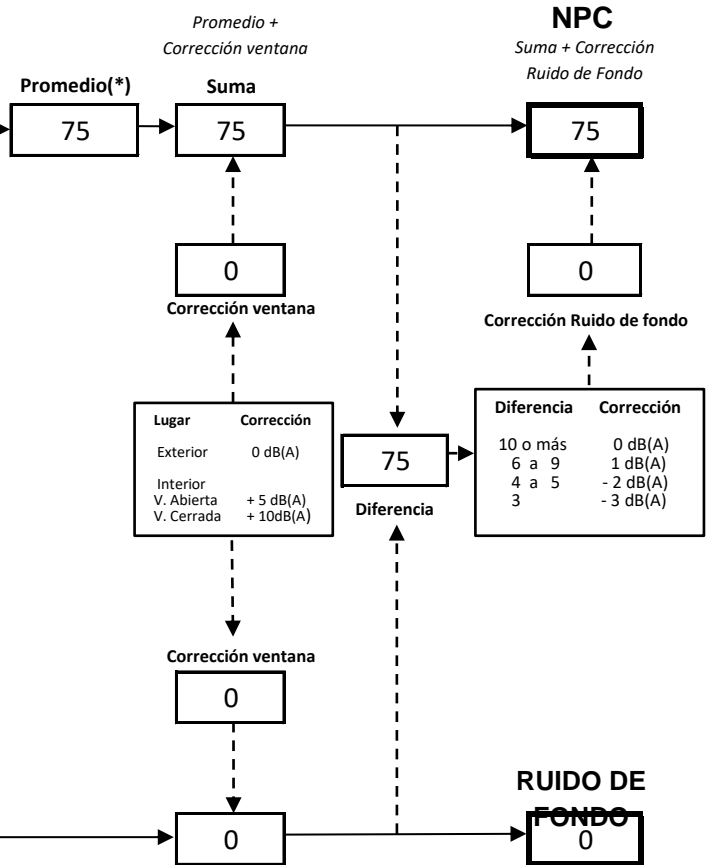 Promedio +
Corrección ventana
NPC
Suma + Corrección
Ruido de Fondo
Promedio(*)
Suma
75
75
75
0
0
Corrección ventana
Corrección Ruido de fondo
Lugar Corrección
Exterior 0 dB(A)
Interior
V. Abierta + 5 dB(A)
V. Cerrada + 10dB(A)
75
Diferencia
Diferencia Corrección
10 o más 0 dB(A)
6 a 9 1 dB(A)
4 a 5 - 2 dB(A)
3 - 3 dB(A)
Corrección ventana
0
RUIDO DE
FONDO
0
0